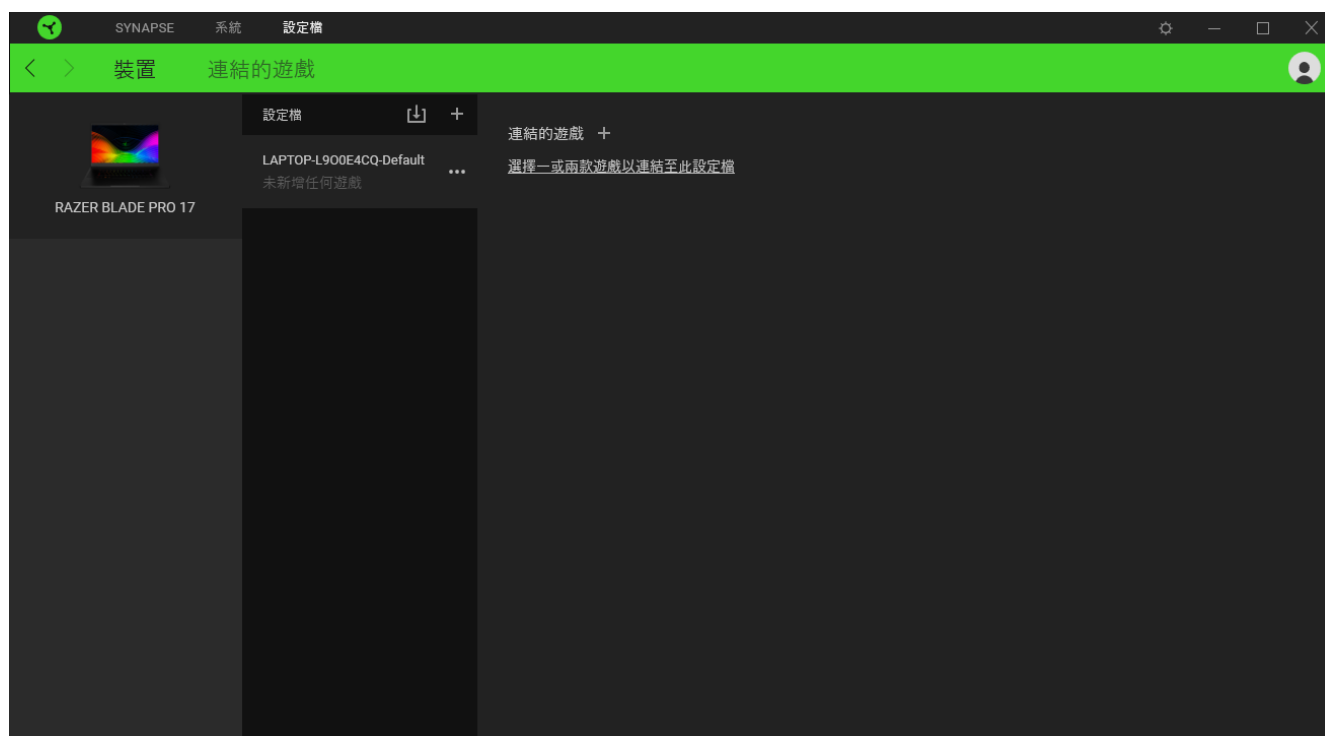 SYNAPSE 系統 設定檔
裝置 連結的遊戲
RAZER BLADE PRO 17
設定檔
LAPTOP-L9O0E4CQ-Default
未新增任何遊戲
連結的遊戲
選擇一或兩款遊戲以連結至此設定檔